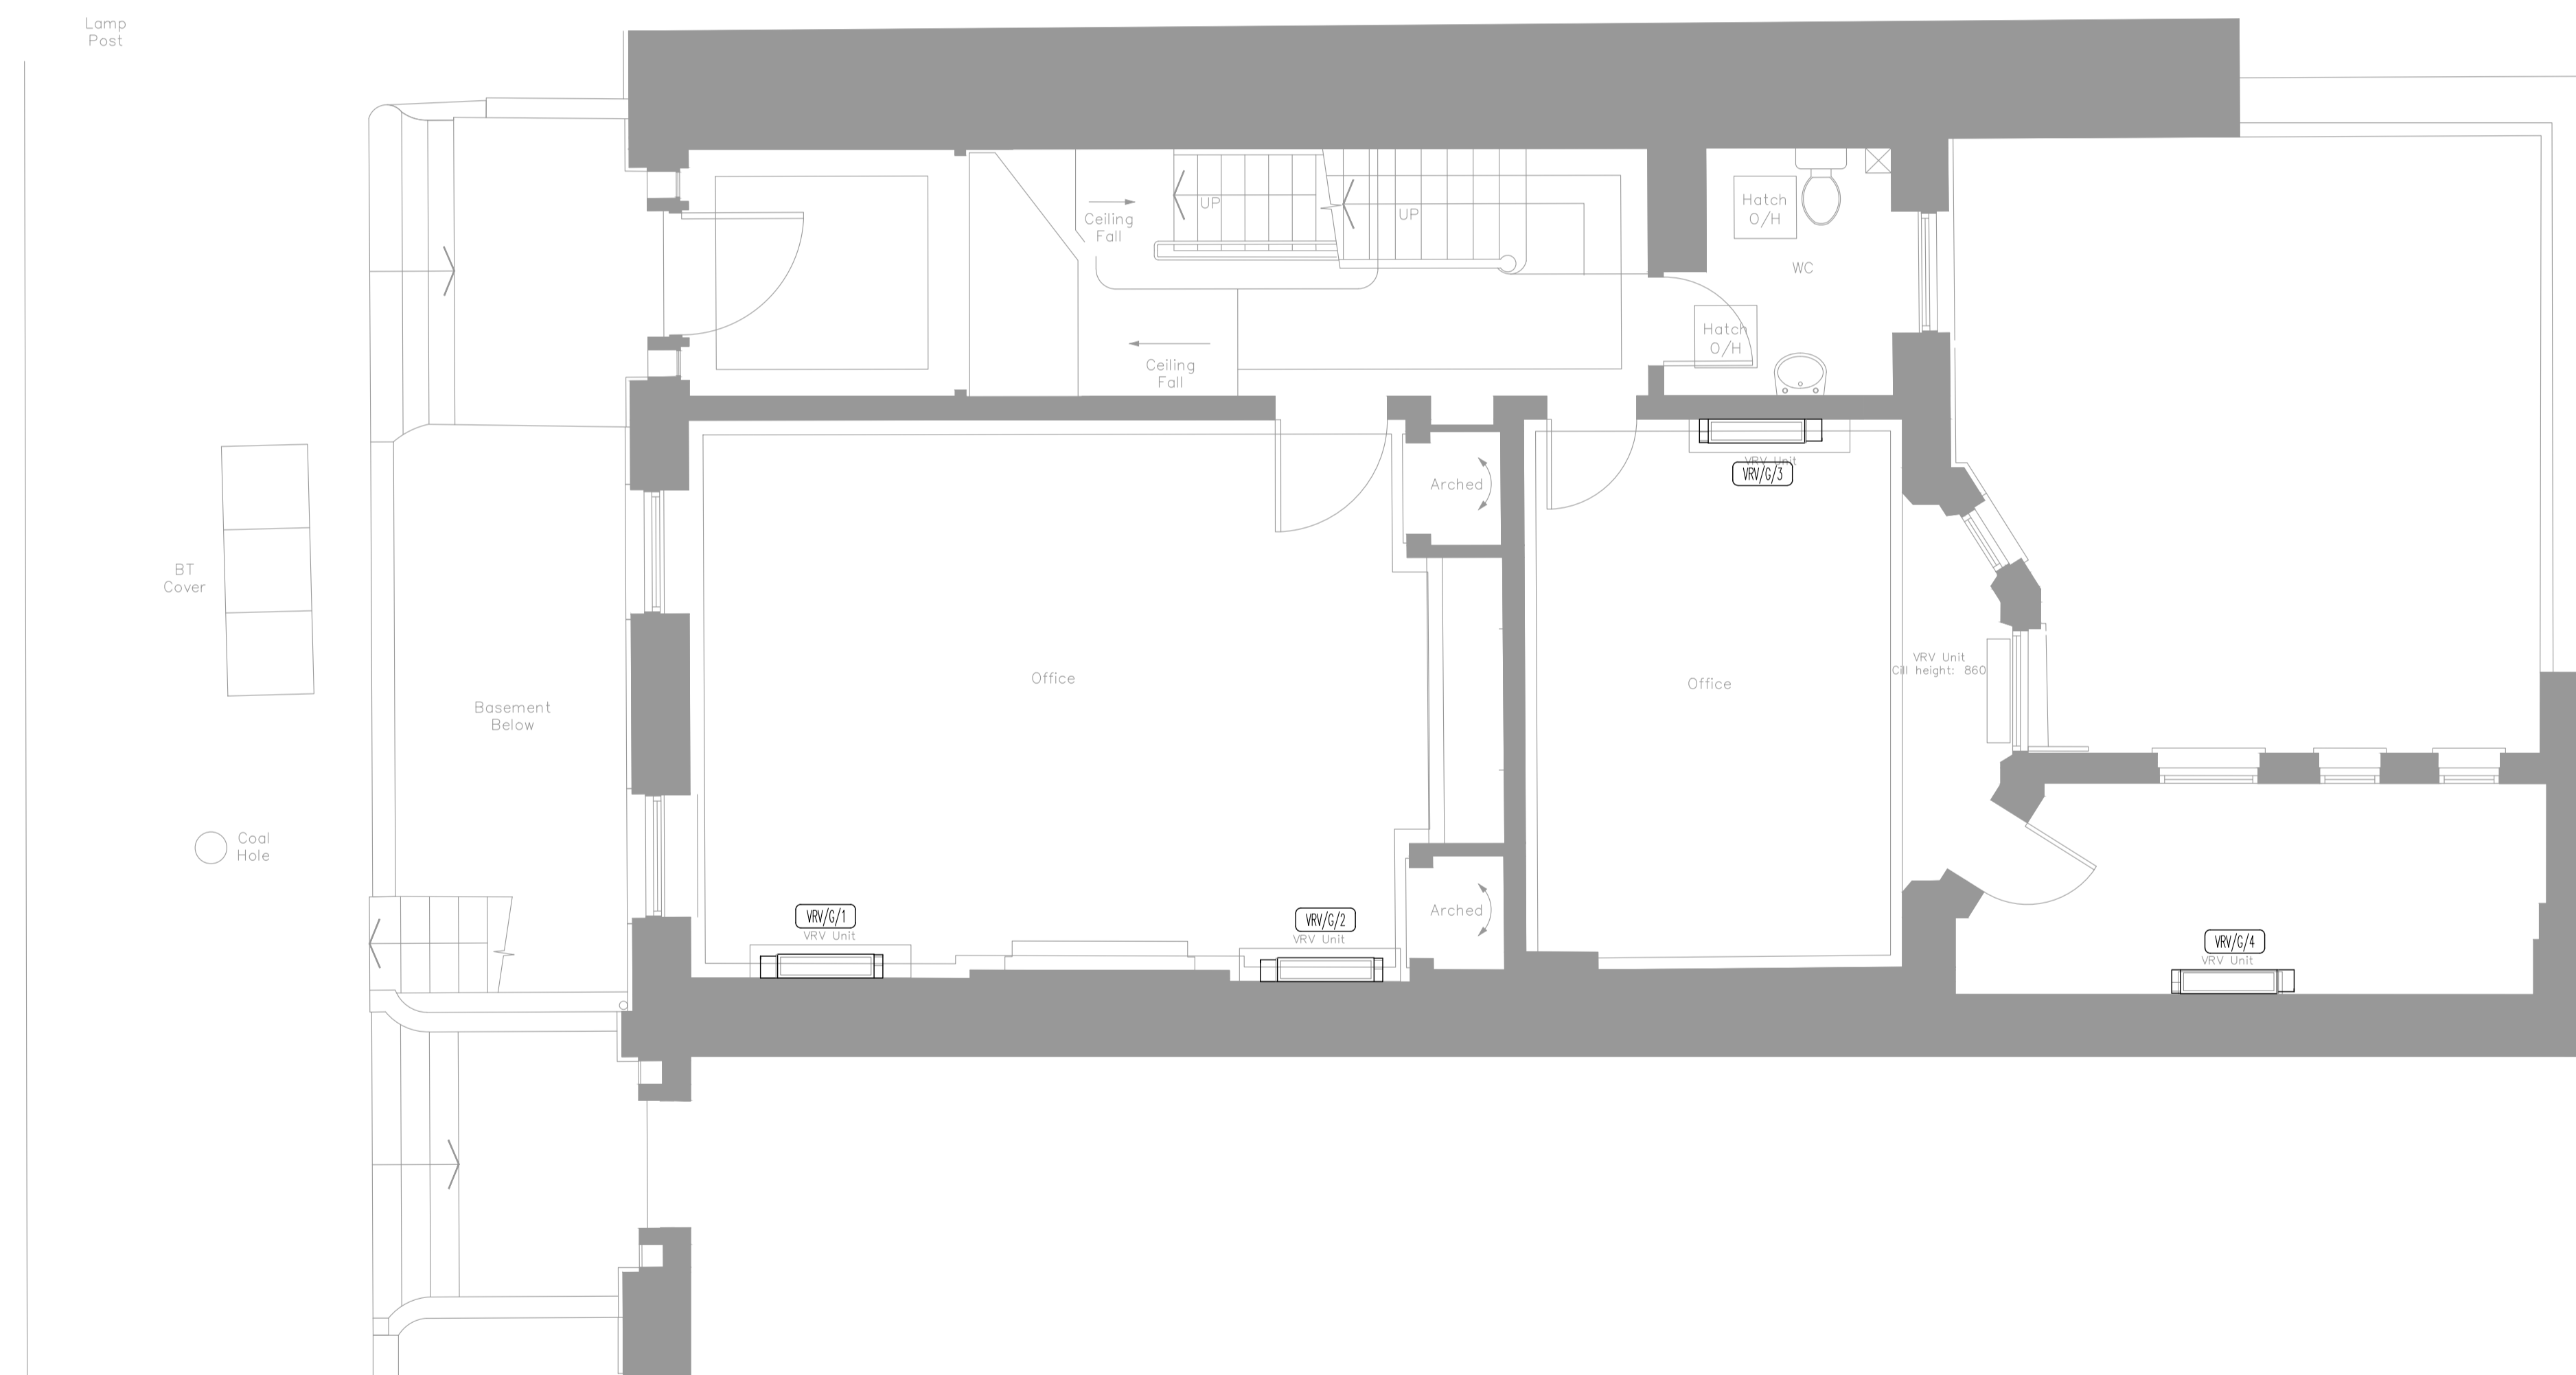 Lamp
Post
UP
UP
Ceiling
Fall
Hatch
O/H
WC
Hatch
O/H
Ceiling
Fall
VRV Unit
VRV/G/3
Arched
BT
Cover
Basement
Below
Office
Office
VRV Unit
Cill height: 860
Coal
Hole
VRV/G/1
VRV Unit
VRV/G/2
VRV Unit
Arched
VRV/G/4
VRV Unit